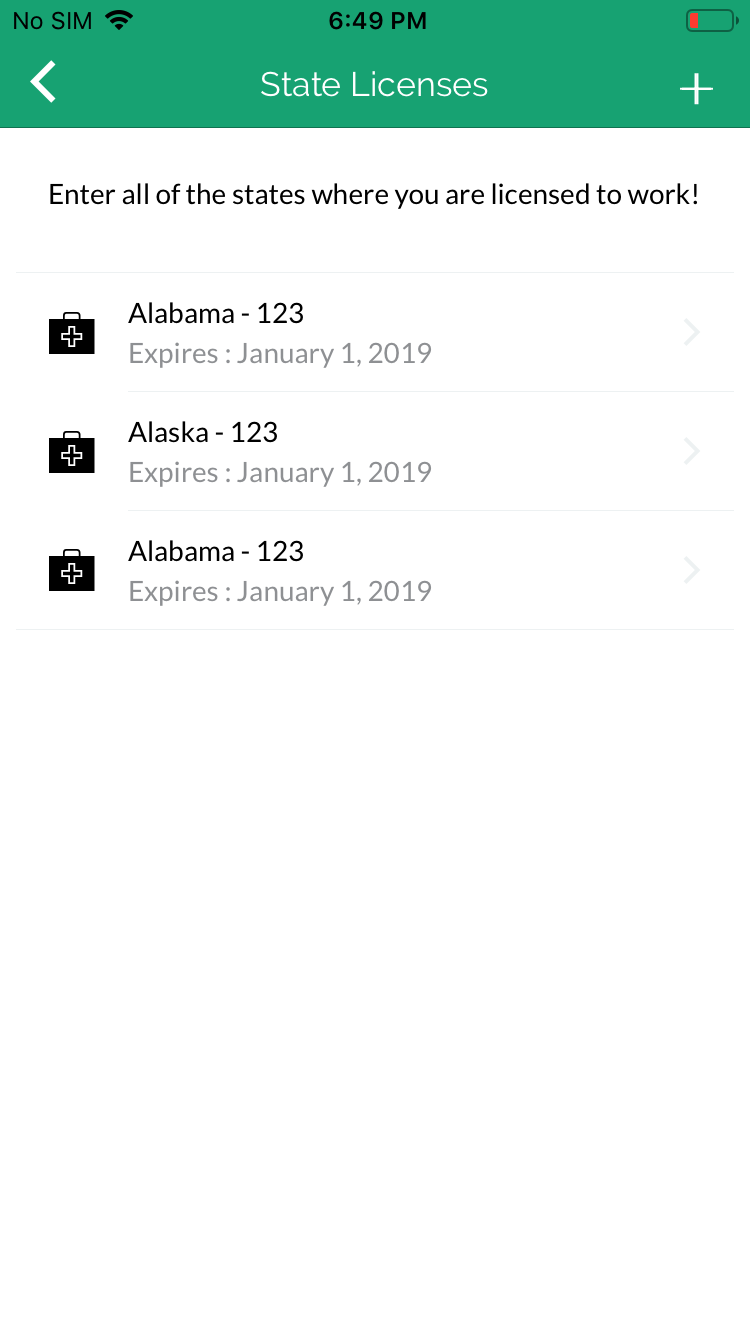 No SIM 6:49 PM
State Licenses
Enter all of the states where you are licensed to work!
Alabama - 123
Expires : January 1, 2019
Alaska - 123
Expires : January 1, 2019
Alabama - 123
Expires : January 1, 2019